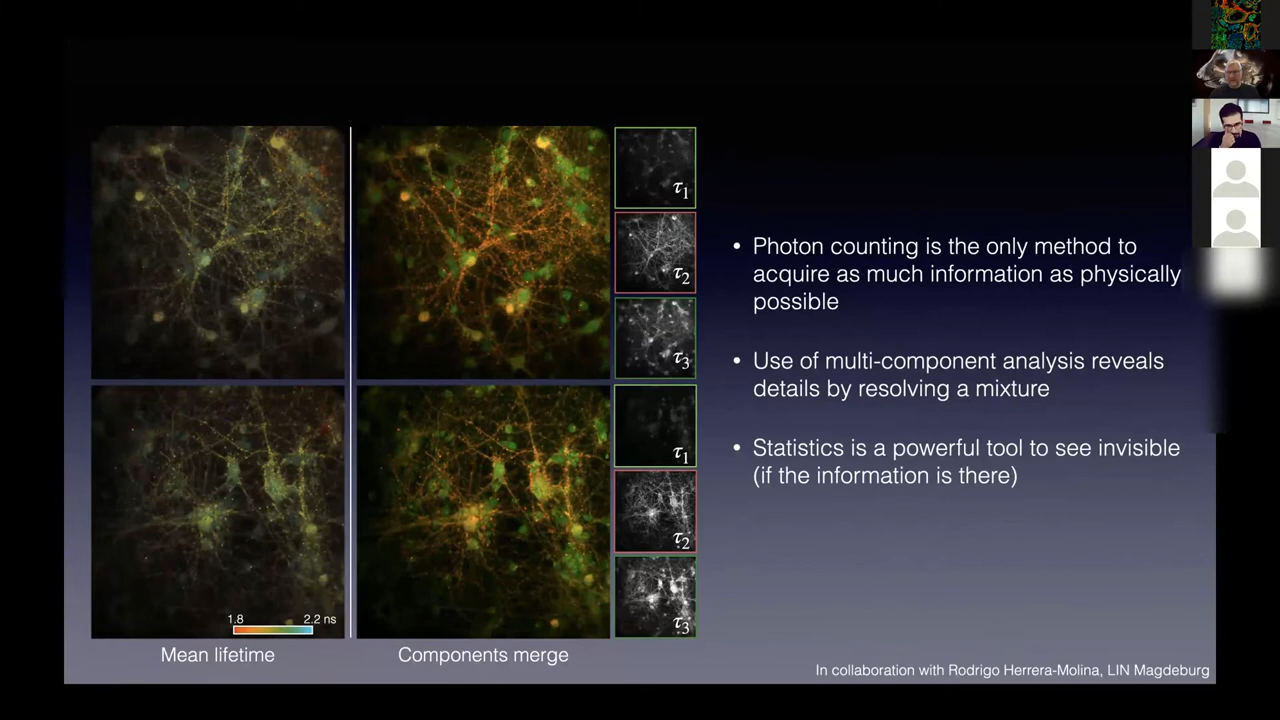 τ1
τ2
τ3
τ1
τ2
τ3
1.8 2.2 ns
Mean lifetime
Components merge
• Photon counting is the only method to
acquire as much information as physically
possible
• Use of multi-component analysis reveals
details by resolving a mixture
• Statistics is a powerful tool to see invisible
(if the information is there)
In collaboration with Rodrigo Herrera-Molina, LIN Magdeburg